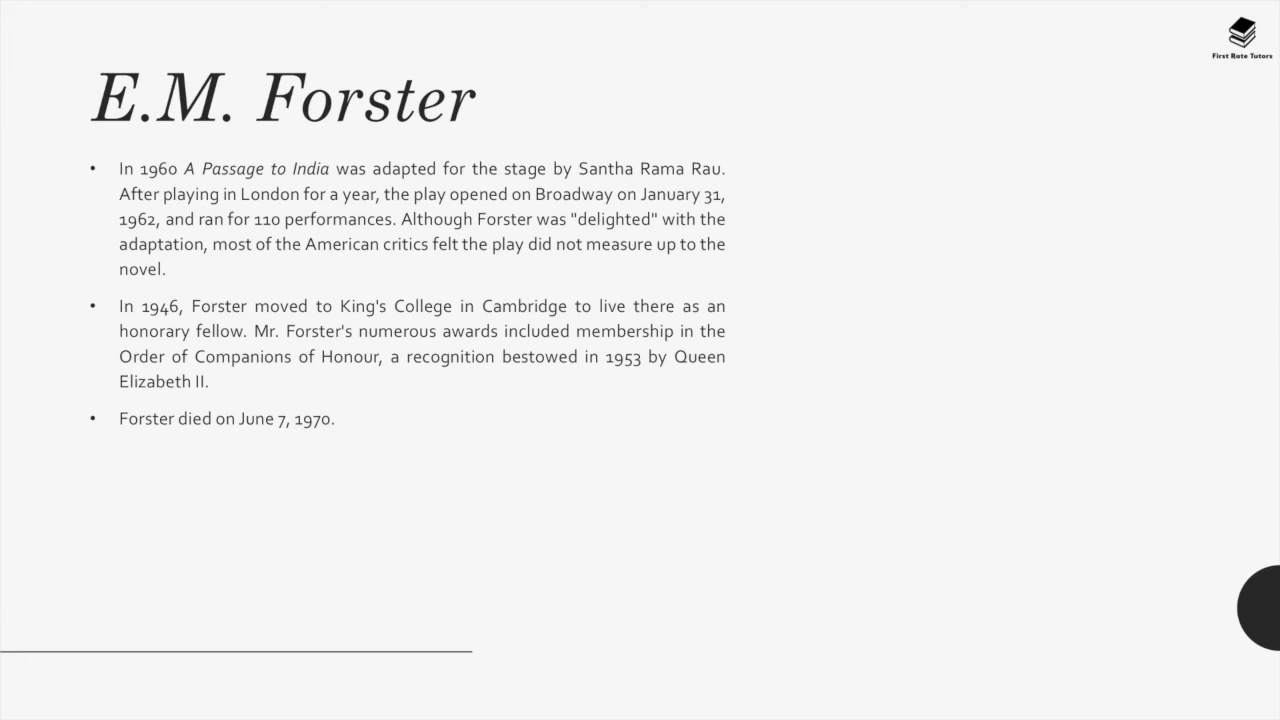 First Rate Tutors
E.M. Forster
• In 1960 A Passage to India was adapted for the stage by Santha Rama Rau.
After playing in London for a year, the play opened on Broadway on January 31,
1962, and ran for 110 performances. Although Forster was "delighted" with the
adaptation, most of the American critics felt the play did not measure up to the
novel.
• In 1946, Forster moved to King's College in Cambridge to live there as an
honorary fellow. Mr. Forster's numerous awards included membership in the
Order of Companions of Honour, a recognition bestowed in 1953 by Queen
Elizabeth II.
• Forster died on June 7, 1970.